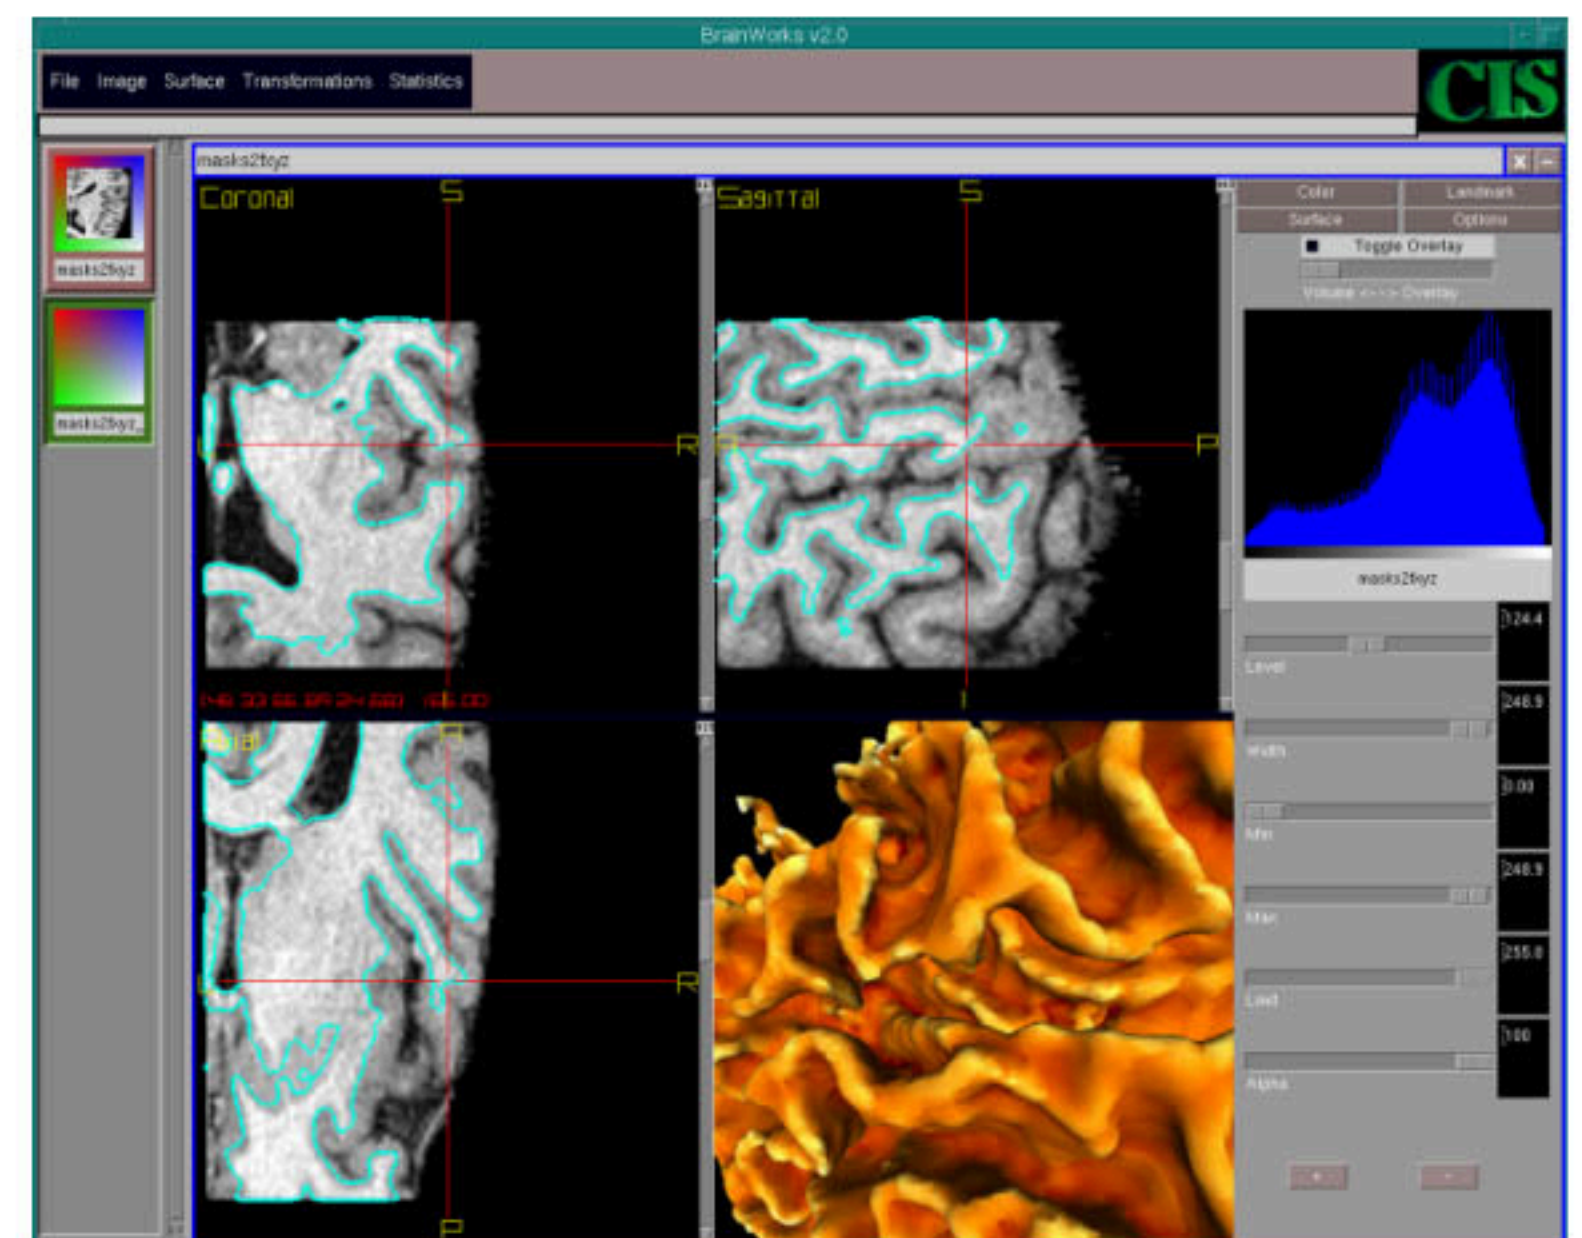 BrainWorks v2.0
File Image Surface Transformations Statistics
CIS
masks2fxyz
x -
masks2fxyz
masks2fxyz_
Coronal
S
R
Sagittal
S
P
I
Axial
A
R
P
Color
Landmark
Surface
Options
Toggle Overlay
Volume <--> Overlay
masks2fxyz
124.4
Level
248.9
Width
0.00
Min
248.9
Max
255.0
100
Alpha
+
-